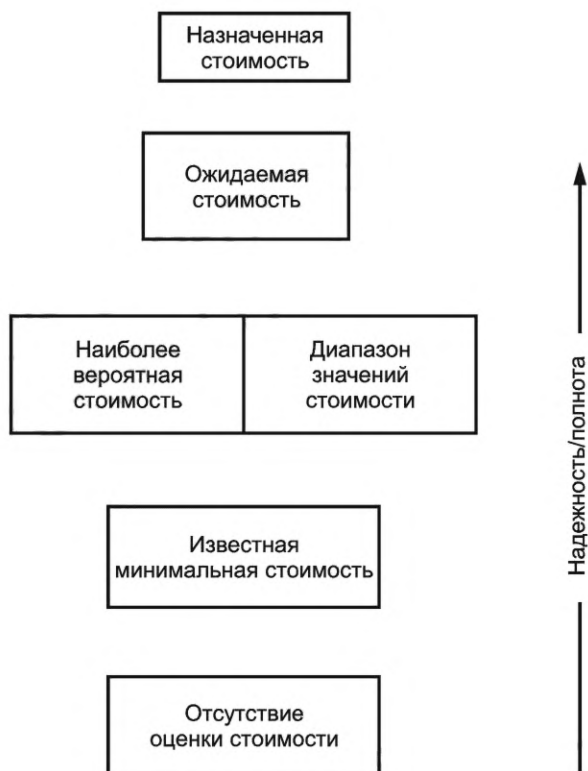 Назначенная
стоимость
Ожидаемая
стоимость
Наиболее
вероятная
стоимость
Диапазон
значений
стоимости
Известная
минимальная стоимость
Отсутствие
оценки стоимости
Надежность/полнота